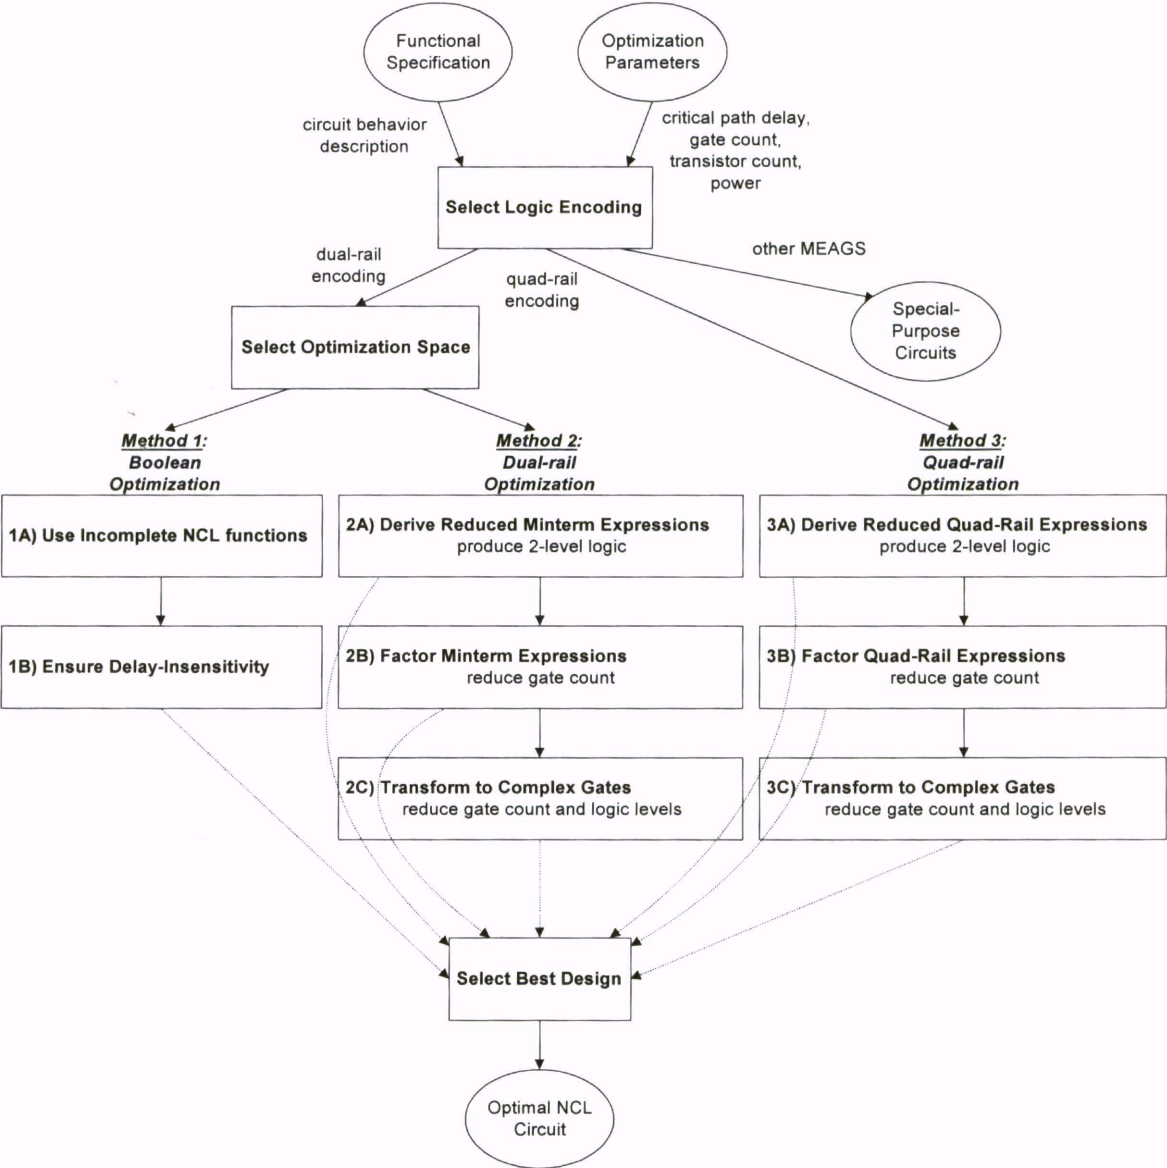 Functional
Specification
Optimization
Parameters
circuit behavior
description
critical path delay,
gate count,
transistor count,
power
Select Logic Encoding
dual-rail
encoding
quad-rail
encoding
other MEAGS
Special-
Purpose
Circuits
Select Optimization Space
Method 1:
Boolean
Optimization
Method 2:
Dual-rail
Optimization
Method 3:
Quad-rail
Optimization
1A) Use Incomplete NCL functions
2A) Derive Reduced Minterm Expressions
produce 2-level logic
3A) Derive Reduced Quad-Rail Expressions
produce 2-level logic
1B) Ensure Delay-Insensitivity
2B) Factor Minterm Expressions
reduce gate count
3B) Factor Quad-Rail Expressions
reduce gate count
2C) Transform to Complex Gates
reduce gate count and logic levels
3C) Transform to Complex Gates
reduce gate count and logic levels
Select Best Design
Optimal NCL
Circuit